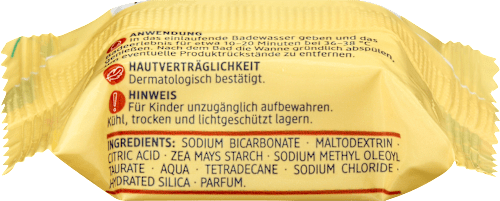 ANWENDUNG
In das einlaufende Badewasser geben und das
Badeerlebnis für etwa 10-20 Minuten bei 36-38 °C
genießen. Nach dem Bad die Wanne gründlich abspülen,
um eventuelle Produktrückstände zu entfernen.
HAUTVERTRÄGLICHKEIT
Dermatologisch bestätigt.
HINWEIS
Für Kinder unzugänglich aufbewahren.
Kühl, trocken und lichtgeschützt lagern.
INGREDIENTS: SODIUM BICARBONATE · MALTODEXTRIN ·
CITRIC ACID · ZEA MAYS STARCH · SODIUM METHYL OLEOYL
TAURATE · AQUA · TETRADECANE · SODIUM CHLORIDE ·
HYDRATED SILICA · PARFUM.